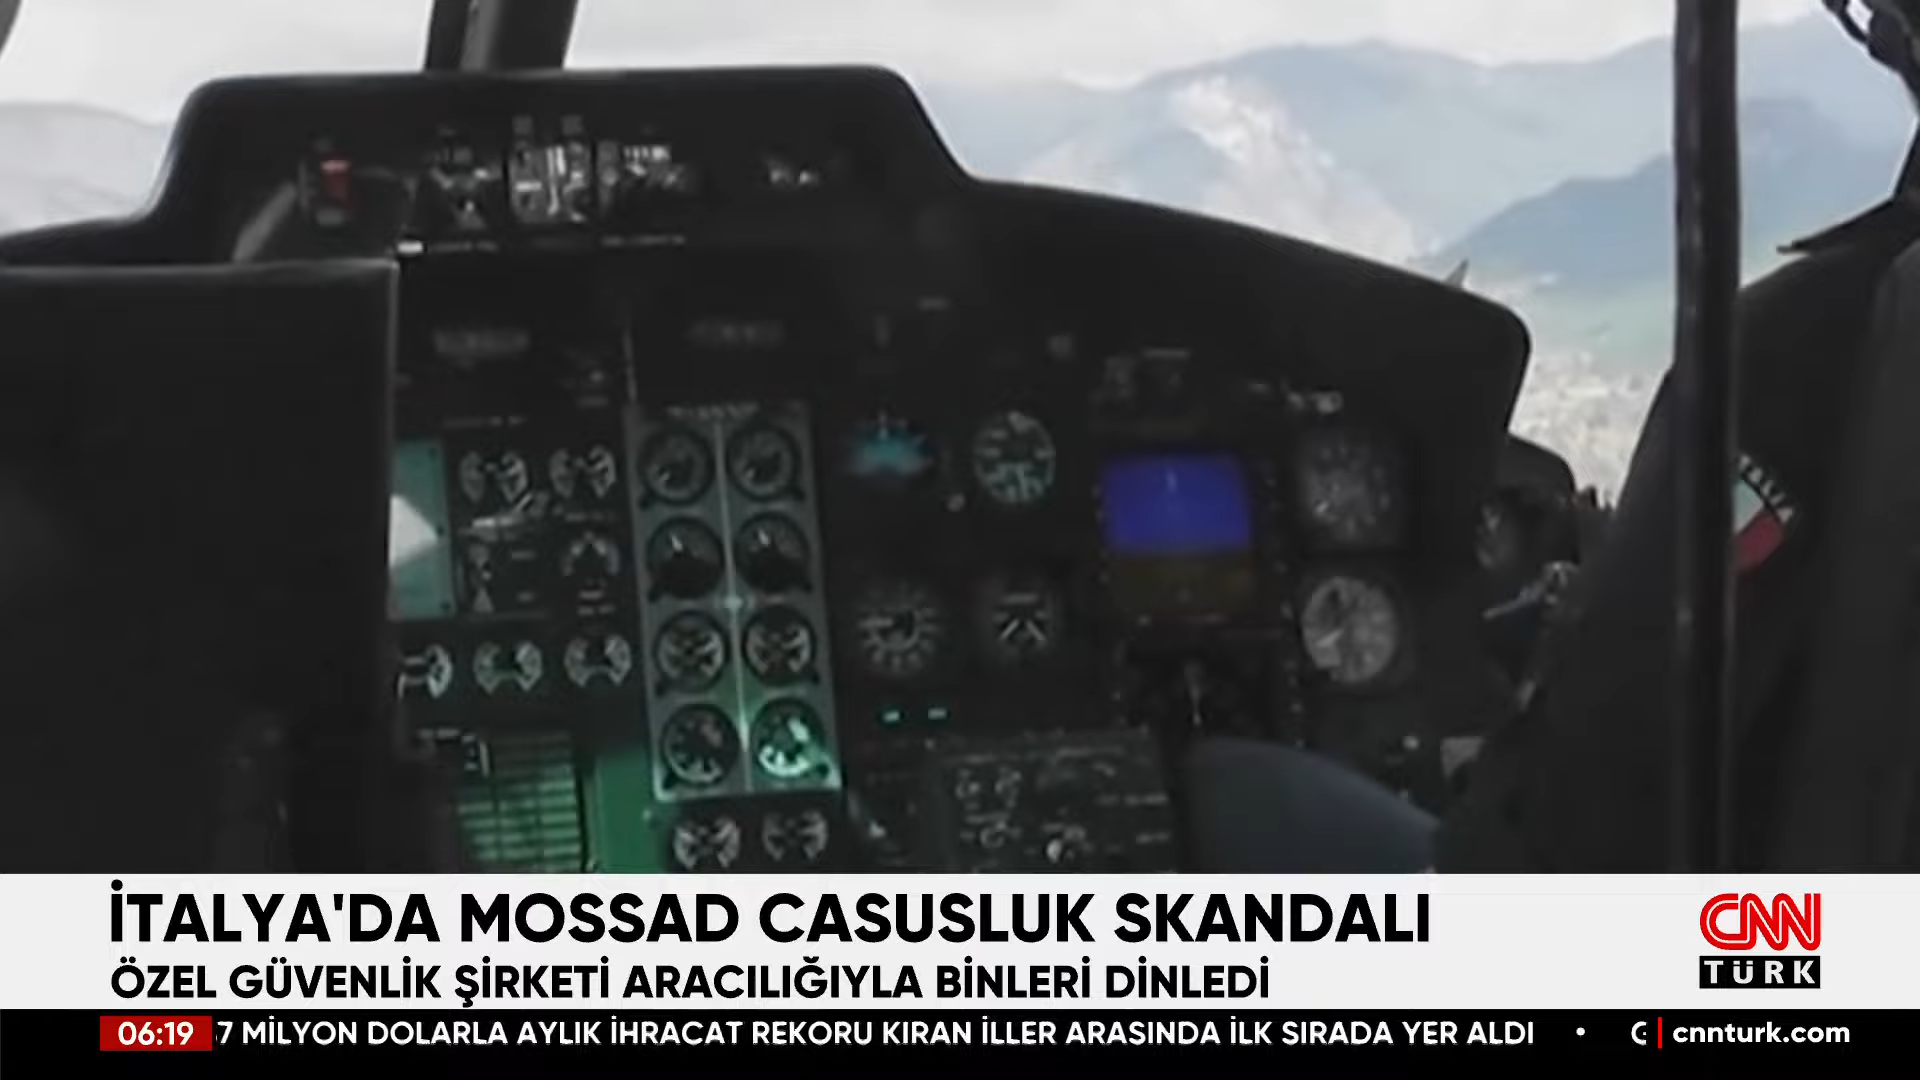 İTALYA'DA MOSSAD CASUSLUK SKANDALI
ÖZEL GÜVENLİK ŞİRKETİ ARACILIĞIYLA BİNLERİ DİNLEDİ
CNN
TÜRK
06:19
7 MİLYON DOLARLA AYLIK İHRACAT REKORU KIRAN İLLER ARASINDA İLK SIRADA YER ALDI •
cnnturk.com